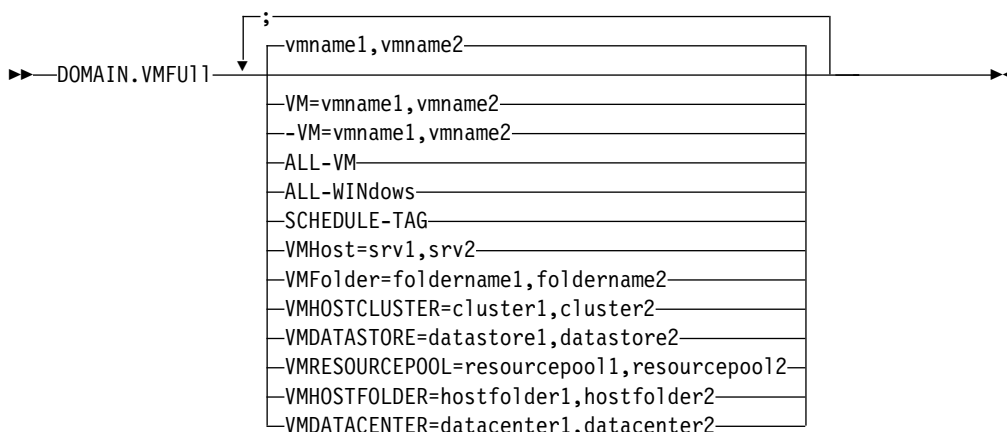 ;
vmname1,vmname2
DOMAIN.VMFUll
VM=vmname1,vmname2
-VM=vmname1,vmname2
ALL-VM
ALL-WINdows
SCHEDULE-TAG
VMHost=srv1,srv2
VMFolder=foldername1,foldername2
VMHOSTCLUSTER=cluster1,cluster2
VMDATASTORE=datastore1,datastore2
VMRESOURCEPOOL=resourcepool1,resourcepool2
VMHOSTFOLDER=hostfolder1,hostfolder2
VMDATACENTER=datacenter1,datacenter2